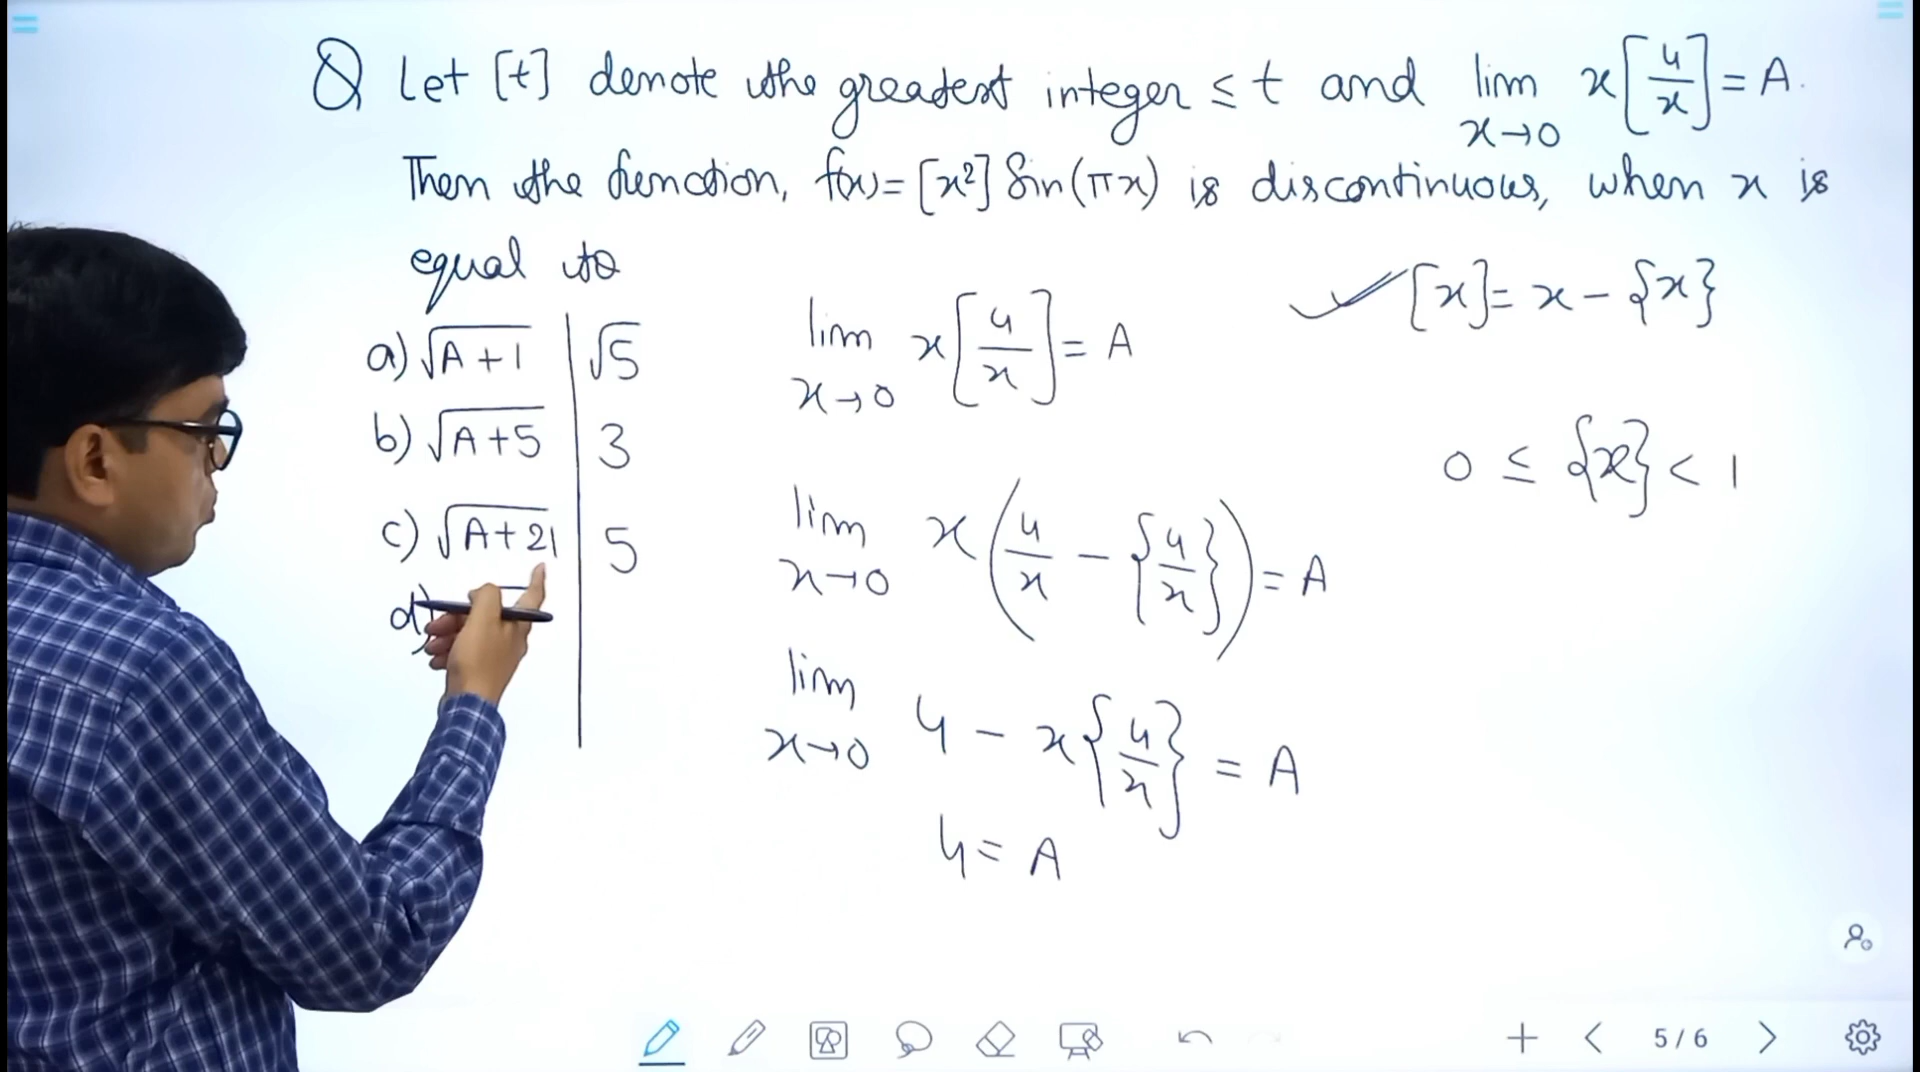 Q Let [t] denote the greatest integer ≤ t and lim x→0 x[4/x] = A.
Then the function, f(x) = [x²] Sin(πx) is discontinuous, when x is
equal to
a) √A+1 | √5
b) √A+5 | 3
c) √A+21 | 5
d)
lim x→0 x[4/x] = A
[x] = x - {x}
0 ≤ {x} < 1
lim x→0 x(4/x - {4/x}) = A
lim x→0 4 - x{4/x} = A
4 = A
5 / 6